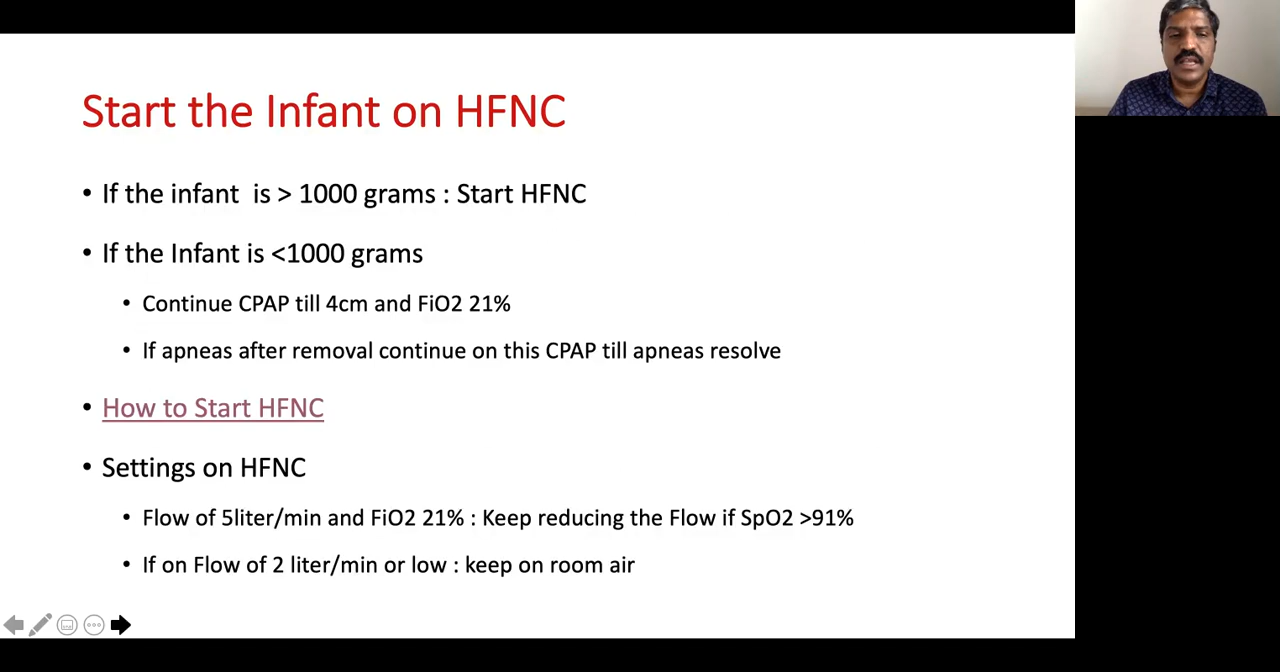 Start the Infant on HFNC
• If the infant  is > 1000 grams : Start HFNC
• If the Infant is <1000 grams
• Continue CPAP till 4cm and FiO2 21%
• If apneas after removal continue on this CPAP till apneas resolve
• How to Start HFNC
• Settings on HFNC
• Flow of 5liter/min and FiO2 21% : Keep reducing the Flow if SpO2 >91%
• If on Flow of 2 liter/min or low : keep on room air